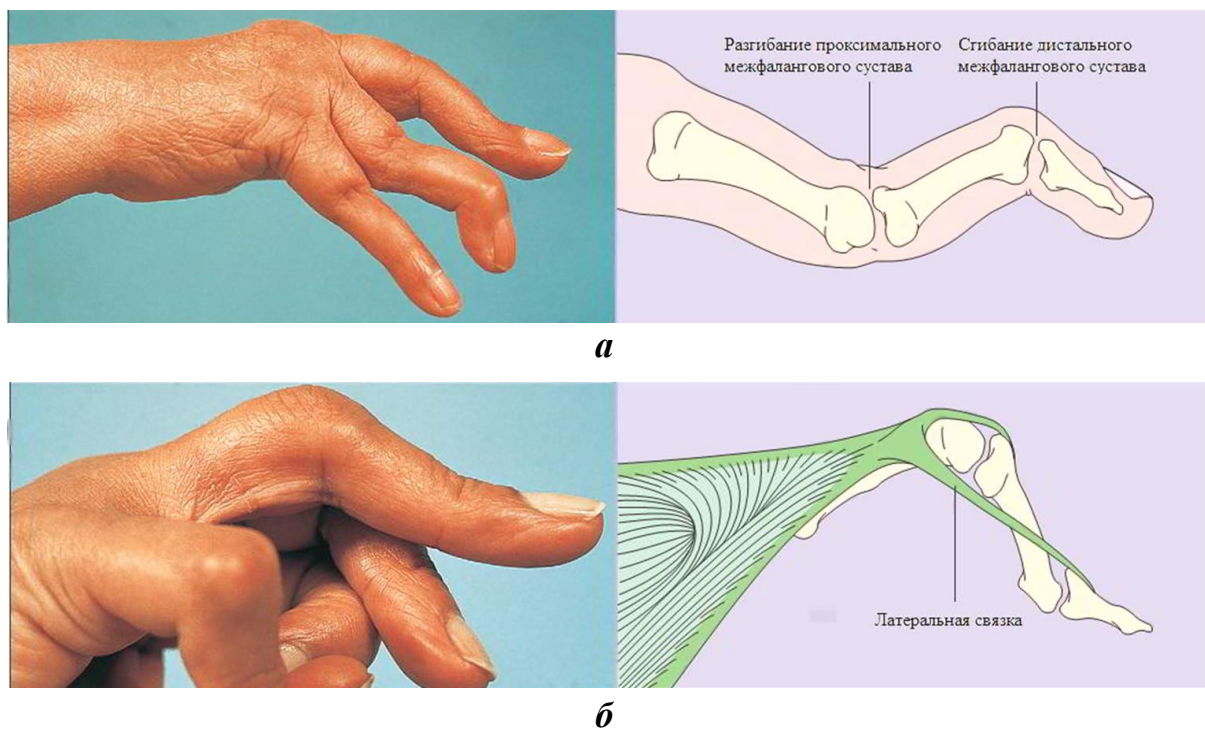 Разгибание проксимального
межфалангового сустава
Сгибание дистального
межфалангового сустава
а
Латеральная связка
б